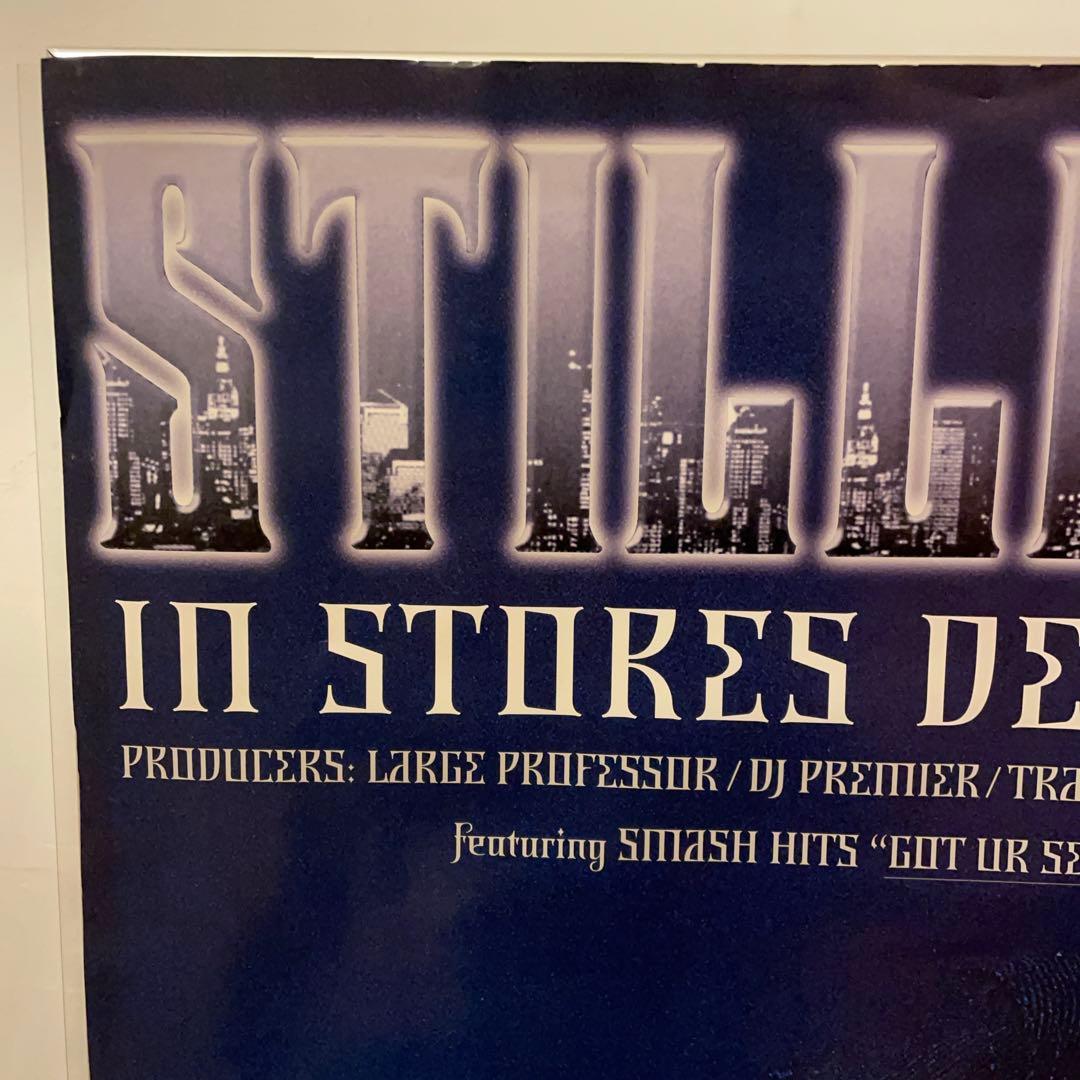 STILL
IN STORES DE
PRODUCERS: LARGE PROFESSOR / DJ PREMIER / TRA
featuring SMASH HITS “GOT UR SE